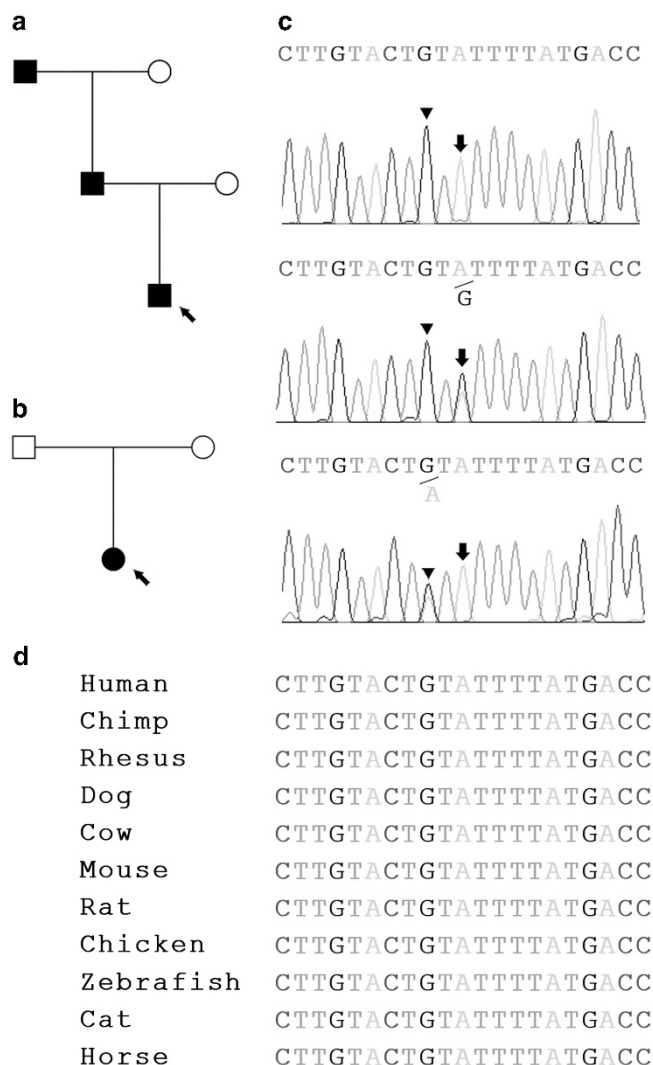 a
c
CTTGTACTGTATTTTATGACC
CTTGTACTGTATTTTATGACC
G
b
CTTGTACTGTATTTTATGACC
A
d
Human CTTGTACTGTATTTTATGACC
Chimp CTTGTACTGTATTTTATGACC
Rhesus CTTGTACTGTATTTTATGACC
Dog CTTGTACTGTATTTTATGACC
Cow CTTGTACTGTATTTTATGACC
Mouse CTTGTACTGTATTTTATGACC
Rat CTTGTACTGTATTTTATGACC
Chicken CTTGTACTGTATTTTATGACC
Zebrafish CTTGTACTGTATTTTATGACC
Cat CTTGTACTGTATTTTATGACC
Horse CTTGTACTGTATTTTATGACC